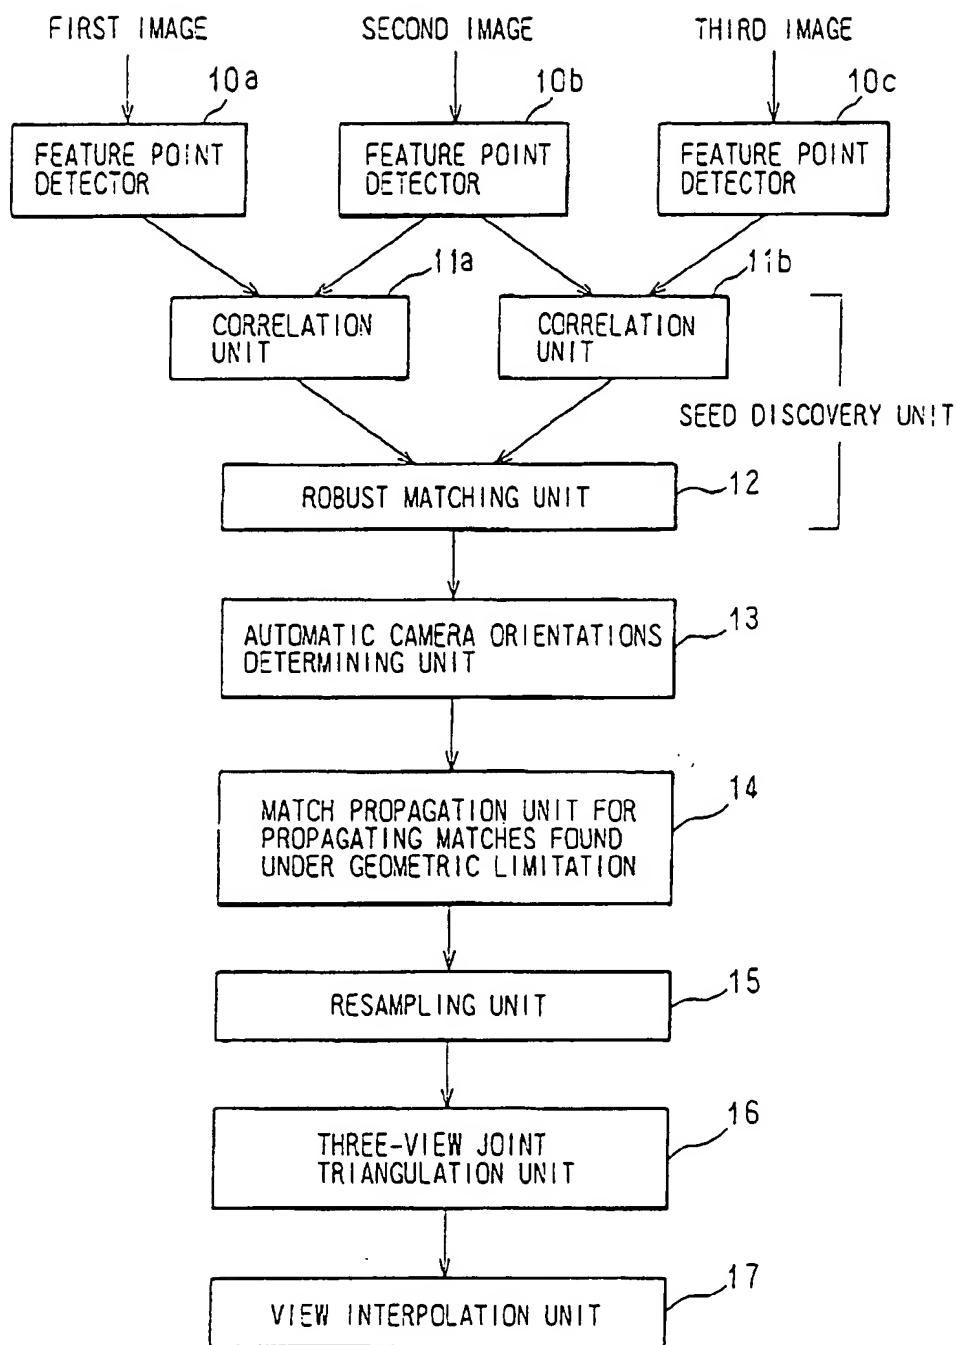 FIRST IMAGE
SECOND IMAGE
THIRD IMAGE
10a
10b
10c
FEATURE POINT
DETECTOR
FEATURE POINT
DETECTOR
FEATURE POINT
DETECTOR
11a
11b
CORRELATION
UNIT
CORRELATION
UNIT
SEED DISCOVERY UNIT
ROBUST MATCHING UNIT
12
AUTOMATIC CAMERA ORIENTATIONS
DETERMINING UNIT
13
MATCH PROPAGATION UNIT FOR
PROPAGATING MATCHES FOUND
UNDER GEOMETRIC LIMITATION
14
RESAMPLING UNIT
15
THREE-VIEW JOINT
TRIANGULATION UNIT
16
VIEW INTERPOLATION UNIT
17